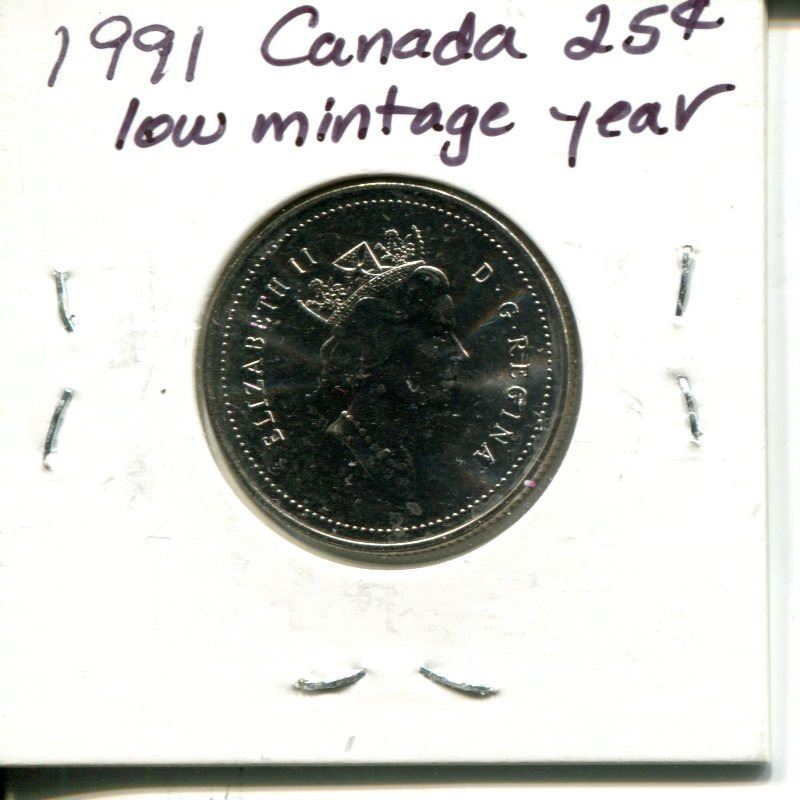 1991 Canada 25¢
low mintage year
ELIZABETH II
D·G·REGINA